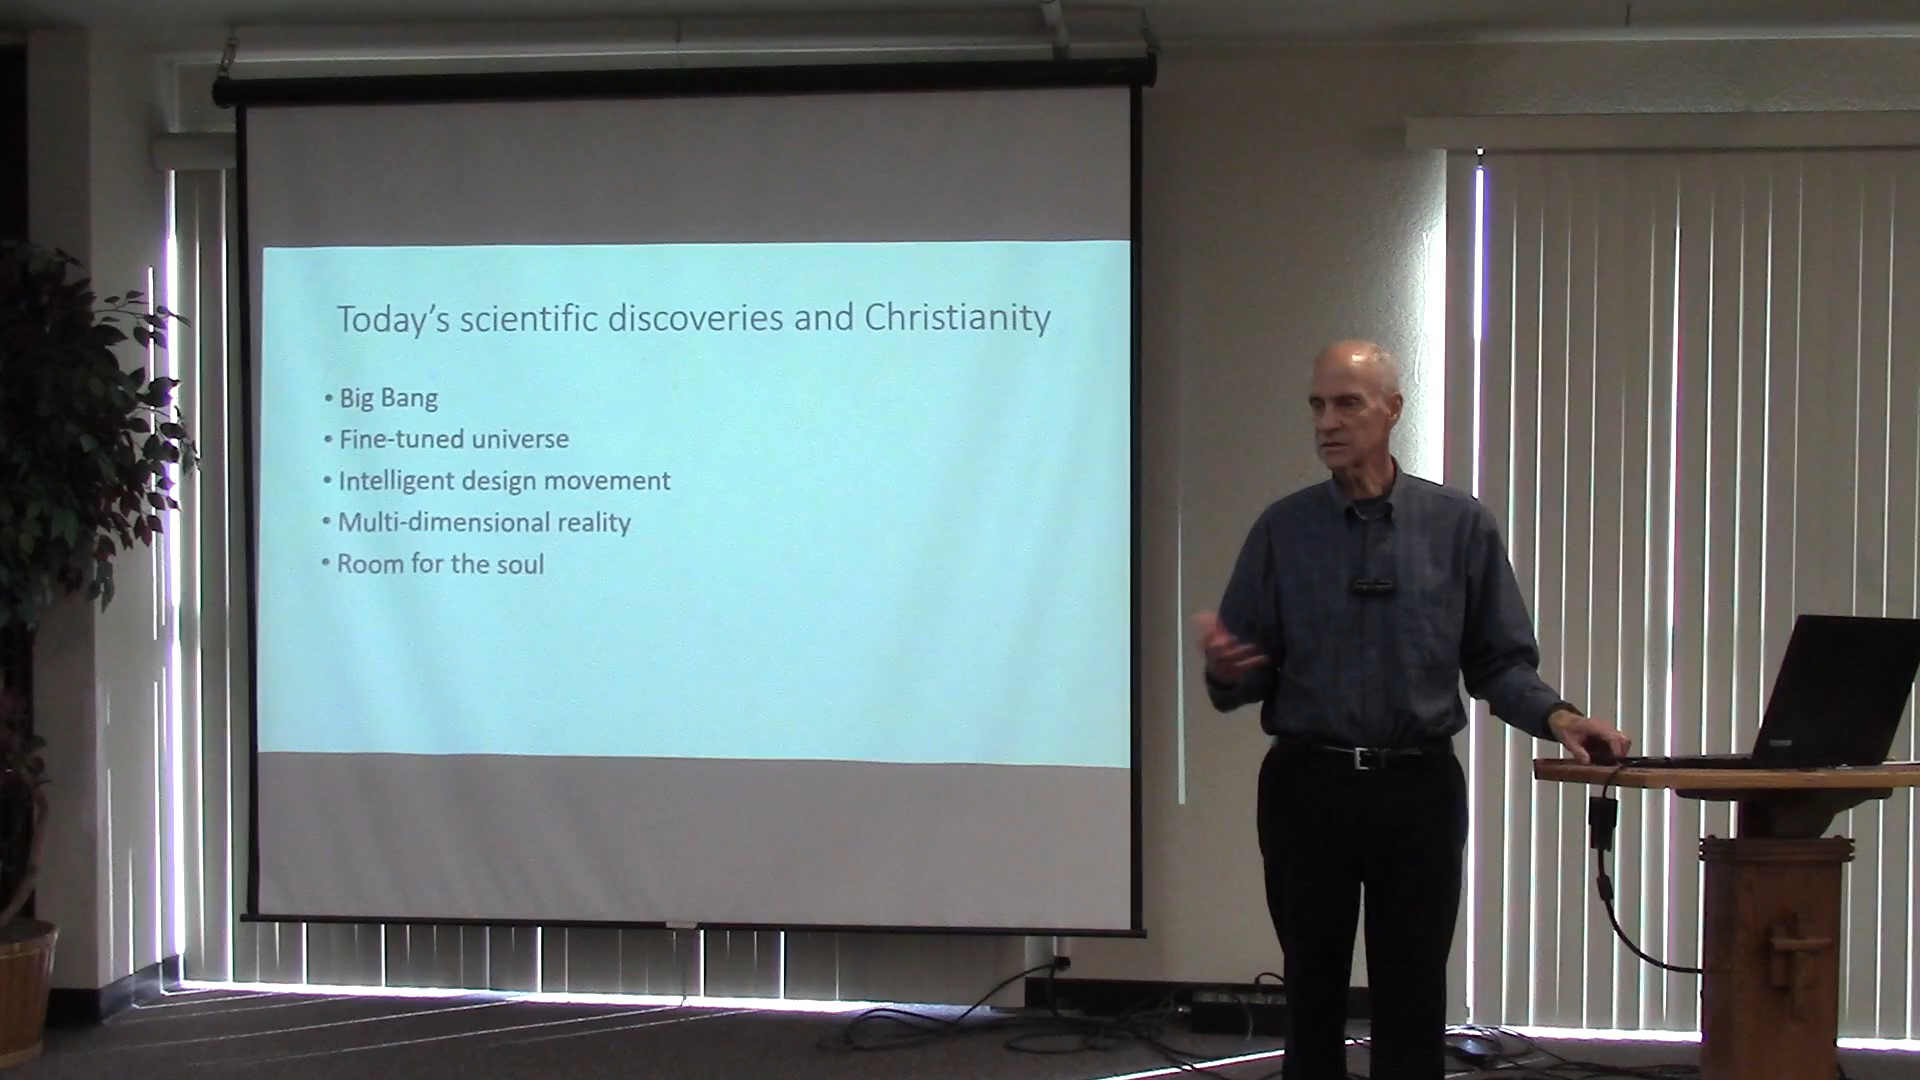 Today's scientific discoveries and Christianity
• Big Bang
• Fine-tuned universe
• Intelligent design movement
• Multi-dimensional reality
• Room for the soul